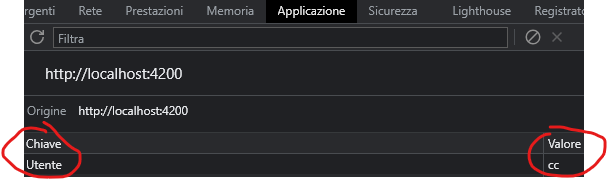 rgenti Rete Prestazioni Memoria Applicazione Sicurezza Lighthouse Registrato
Filtra
http://localhost:4200
Origine http://localhost:4200
Chiave Valore
Utente cc